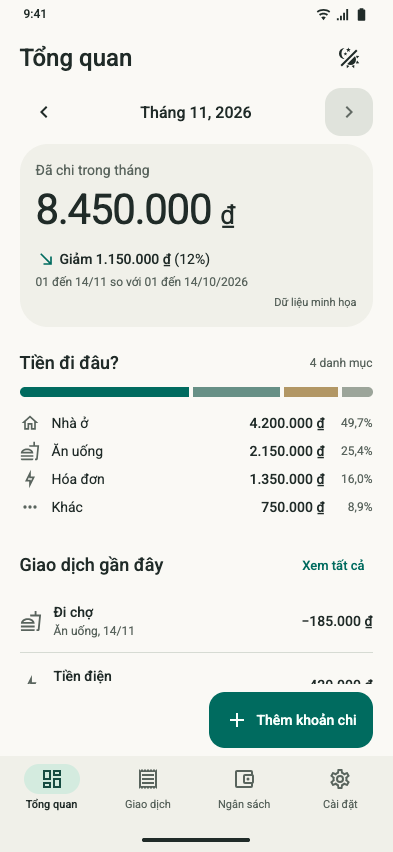 9:41
Tổng quan
Tháng 11, 2026
Đã chi trong tháng
8.450.000 ₫
Giảm 1.150.000 ₫ (12%)
01 đến 14/11 so với 01 đến 14/10/2026
Dữ liệu minh họa
Tiền đi đâu?
4 danh mục
Nhà ở 4.200.000 ₫ 49,7%
Ăn uống 2.150.000 ₫ 25,4%
Hóa đơn 1.350.000 ₫ 16,0%
Khác 750.000 ₫ 8,9%
Giao dịch gần đây
Xem tất cả
Đi chợ
Ăn uống, 14/11
−185.000 ₫
Tiền điện
Thêm khoản chi
Tổng quan
Giao dịch
Ngân sách
Cài đặt